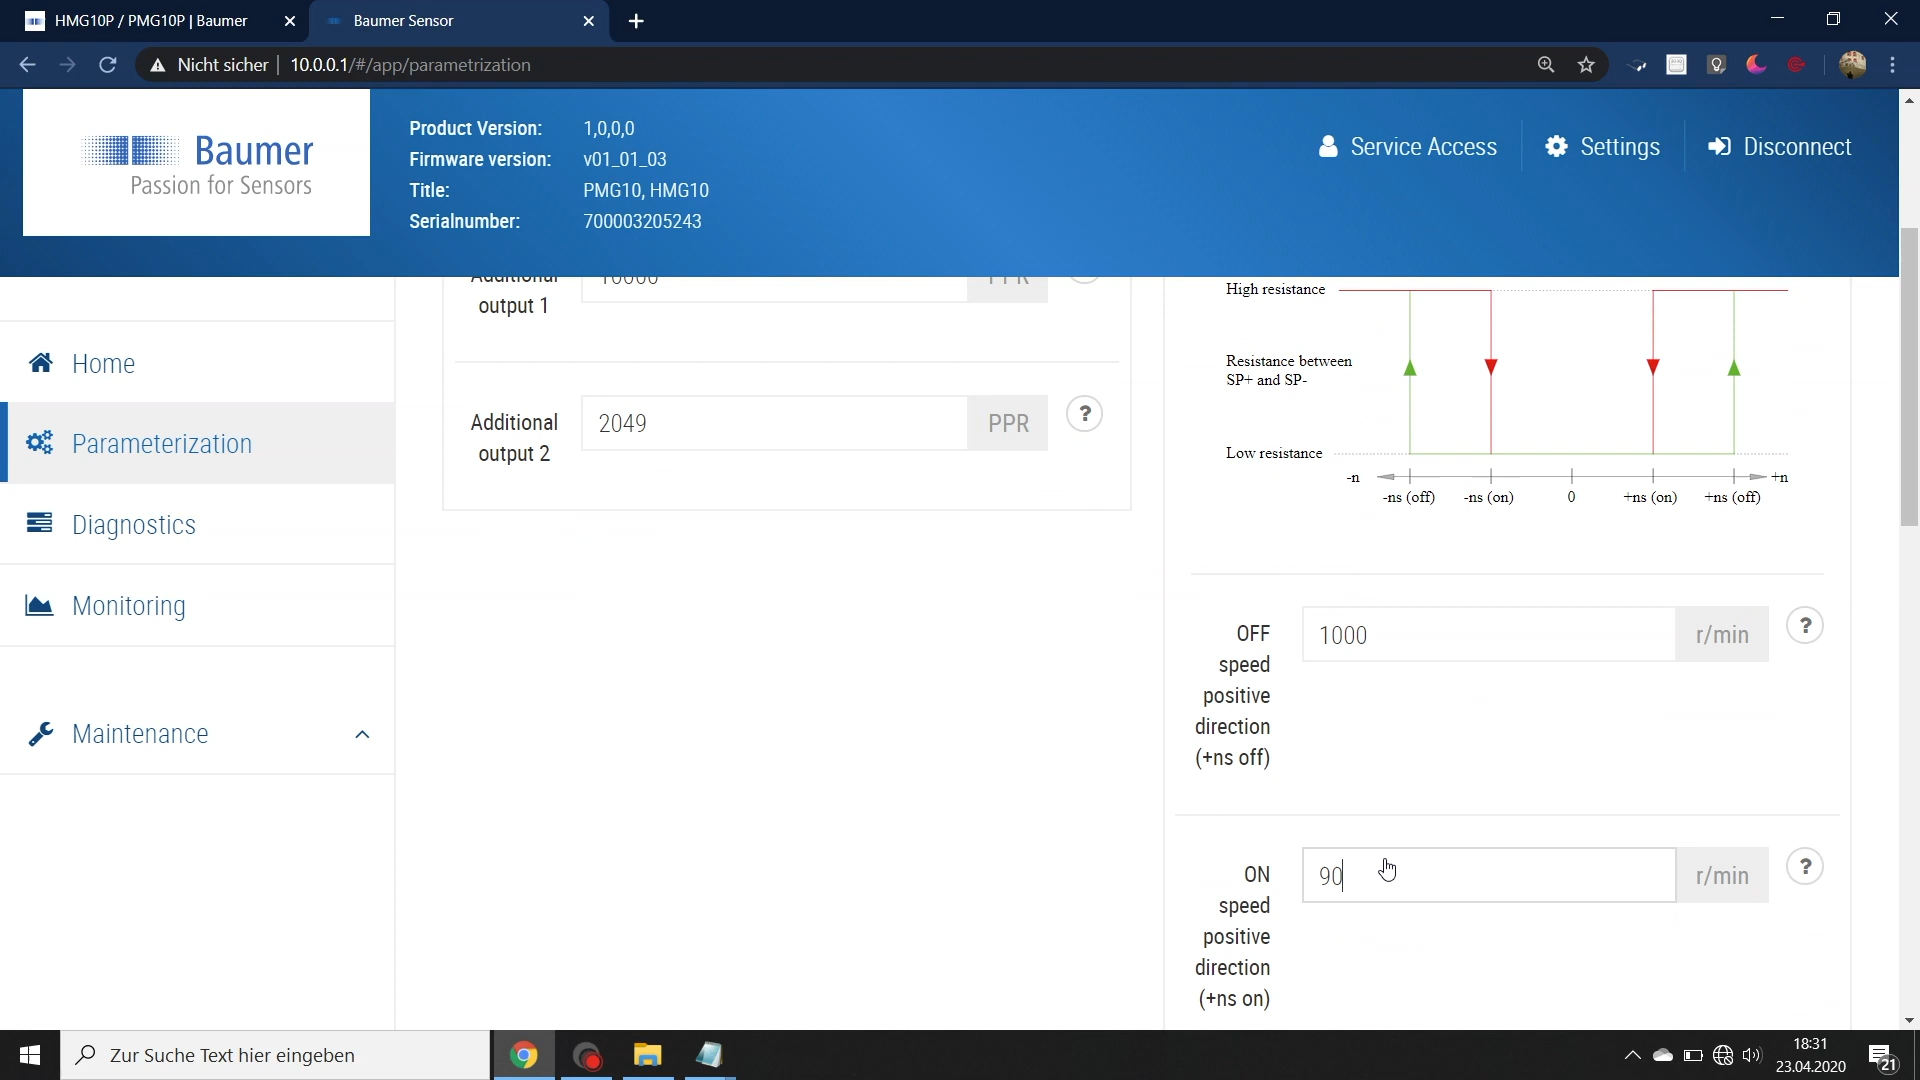 HMG10P / PMG10P | Baumer
Baumer Sensor
Nicht sicher
10.0.0.1/#/app/parametrization
Baumer
Passion for Sensors
Product Version: 1,0,0,0
Firmware version: v01_01_03
Title: PMG10, HMG10
Serialnumber: 700003205243
Service Access
Settings
Disconnect
Home
Parameterization
Diagnostics
Monitoring
Maintenance
Additional
output 1
10000
PPR
Additional
output 2
2049
PPR
?
High resistance
Resistance between
SP+ and SP-
Low resistance
-n
+n
-ns (off)
-ns (on)
0
+ns (on)
+ns (off)
OFF
speed
positive
direction
(+ns off)
1000
r/min
?
ON
speed
positive
direction
(+ns on)
90
r/min
?
Zur Suche Text hier eingeben
18:31
23.04.2020
21